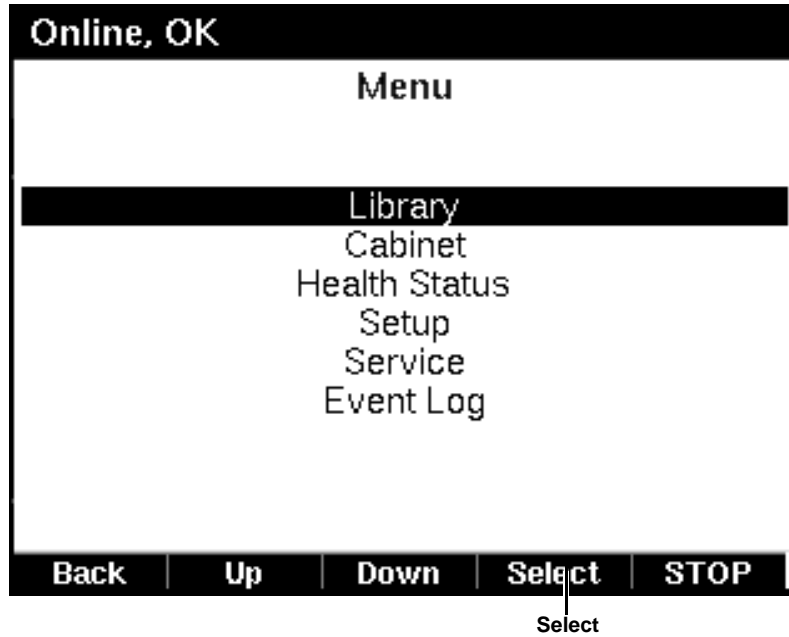 Online, OK
Menu
Library
Cabinet
Health Status
Setup
Service
Event Log
Back Up Down Select STOP
Select